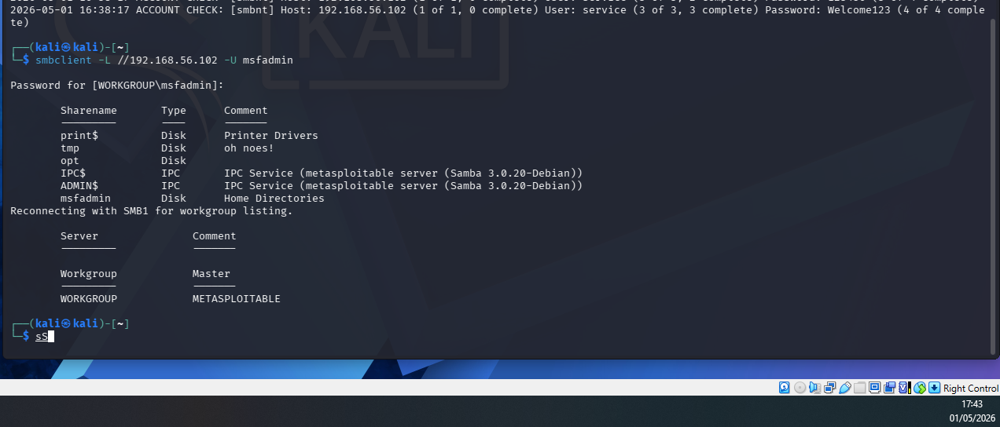 2026-05-01 16:38:17 ACCOUNT CHECK: [smbnt] Host: 192.168.56.102 (1 of 1, 0 complete) User: service (3 of 3, 3 complete) Password: Welcome123 (4 of 4 comple
te)
┌──(kali㉿kali)-[~]
└─$ smbclient -L //192.168.56.102 -U msfadmin
Password for [WORKGROUP\msfadmin]:
Sharename Type Comment
--------- ---- -------
print$ Disk Printer Drivers
tmp Disk oh noes!
opt Disk
IPC$ IPC IPC Service (metasploitable server (Samba 3.0.20-Debian))
ADMIN$ IPC IPC Service (metasploitable server (Samba 3.0.20-Debian))
msfadmin Disk Home Directories
Reconnecting with SMB1 for workgroup listing.
Server Comment
--------- -------
Workgroup Master
--------- -------
WORKGROUP METASPLOITABLE
┌──(kali㉿kali)-[~]
└─$ sS
KALI
Right Control
17:43
01/05/2026